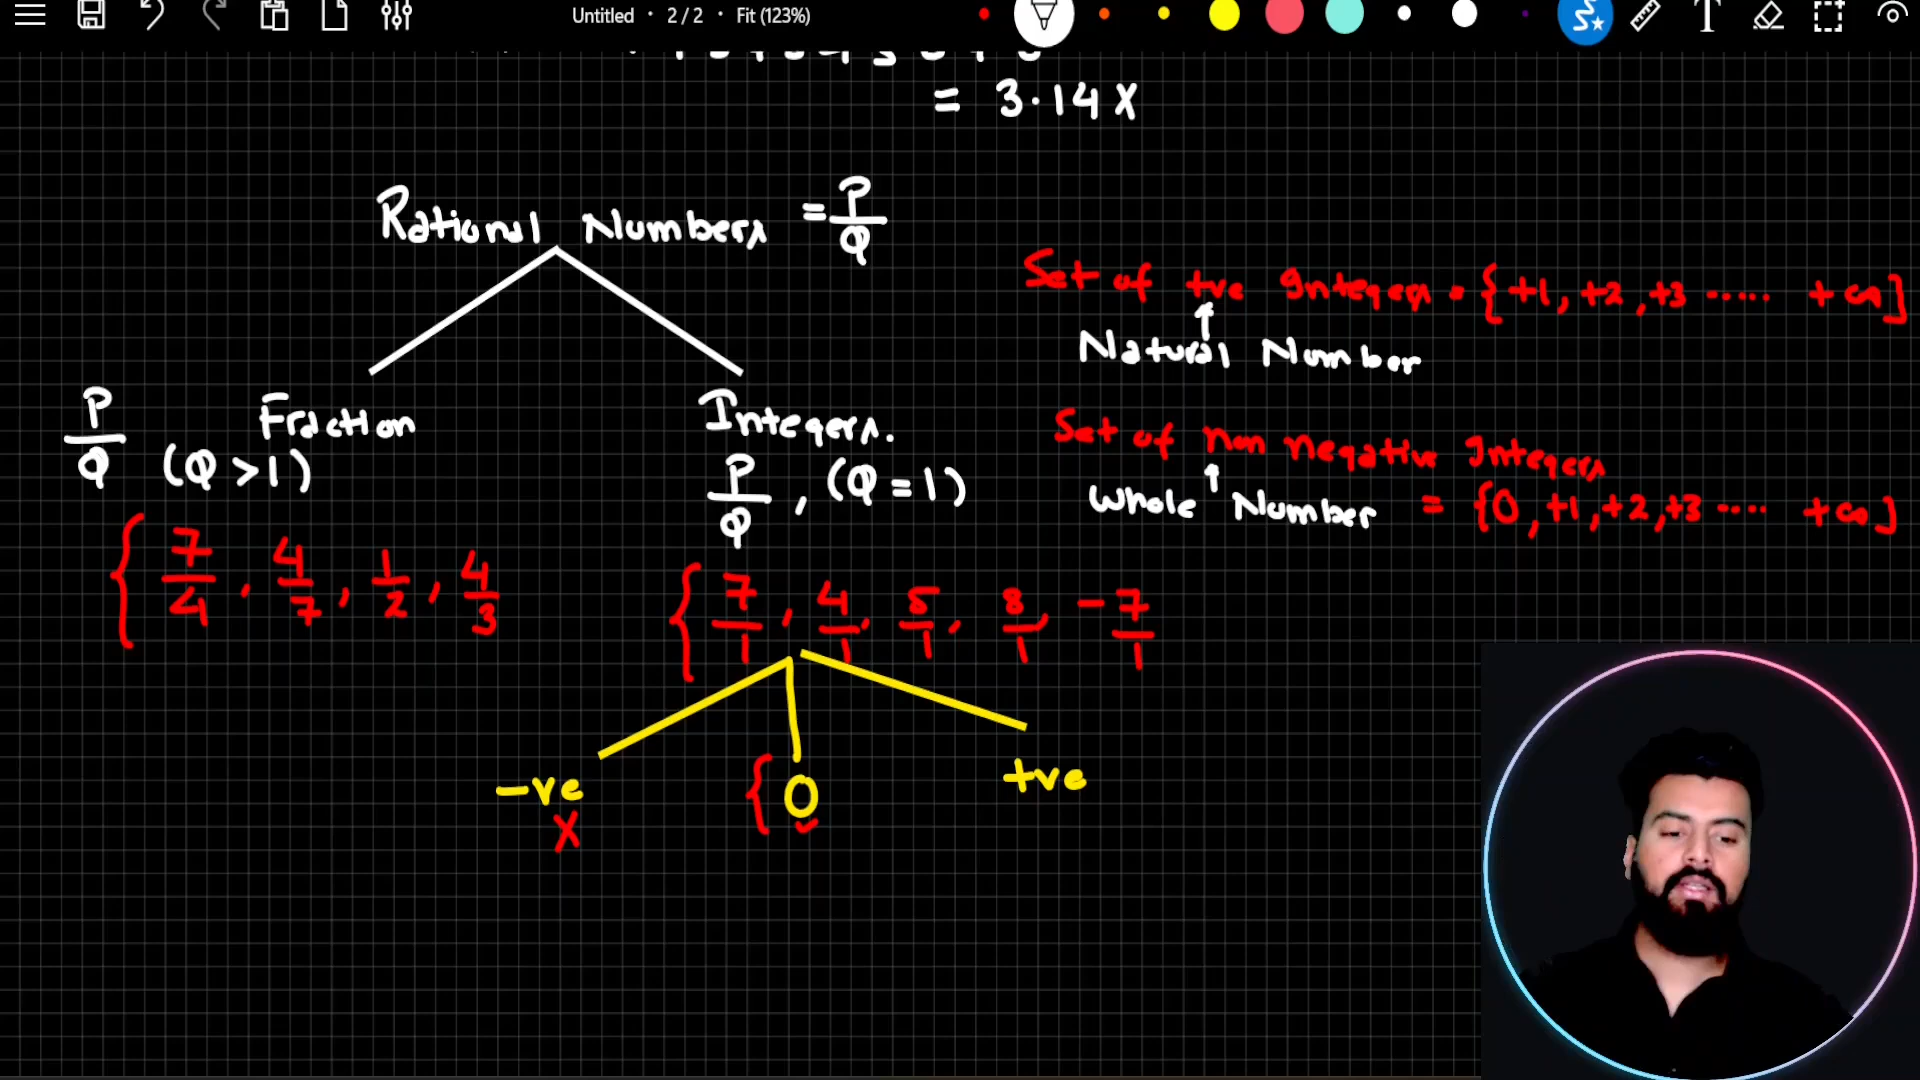 Untitled • 2 / 2 • Fit (123%)
T
= 3.14 X
Rational Numbers = P/Q
Set of +ve Integers = {+1, +2, +3 ..... +∞}
Natural Number
P/Q Fraction
(Q > 1)
Integers.
P/Q, (Q = 1)
Set of non negative Integers
Whole Number = {0, +1, +2, +3 .... +∞}
{ 7/4, 4/7, 1/2, 4/3
{ 7/1, 4/1, 5/1, 8/1, -7/1
-ve
X
{ 0
+ve